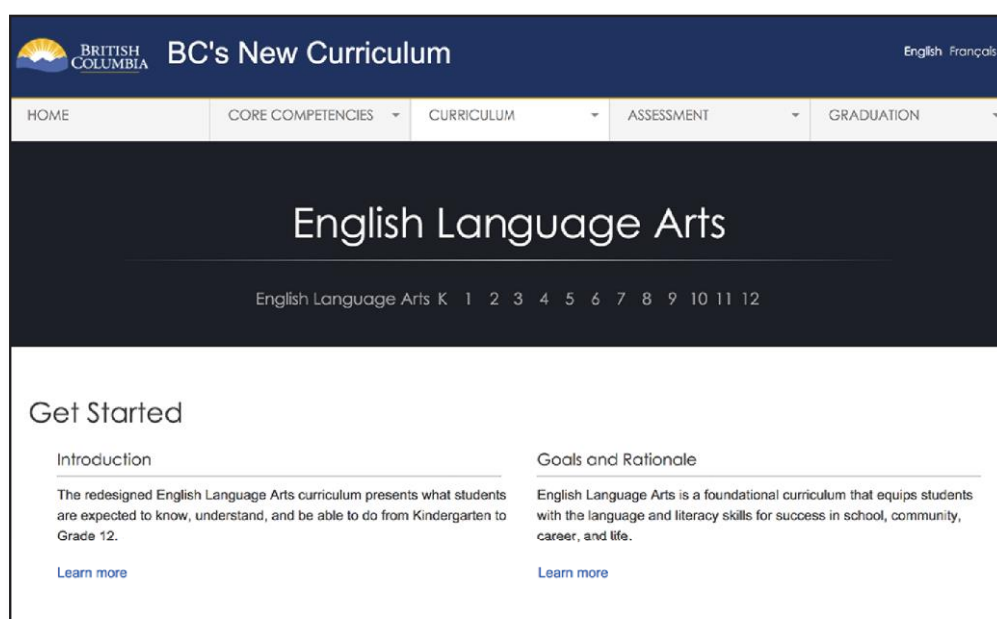 BRITISH
COLUMBIA
BC's New Curriculum
English Français
HOME
CORE COMPETENCIES
CURRICULUM
ASSESSMENT
GRADUATION
English Language Arts
English Language Arts K 1 2 3 4 5 6 7 8 9 10 11 12
Get Started
Introduction
The redesigned English Language Arts curriculum presents what students
are expected to know, understand, and be able to do from Kindergarten to
Grade 12.
Learn more
Goals and Rationale
English Language Arts is a foundational curriculum that equips students
with the language and literacy skills for success in school, community,
career, and life.
Learn more